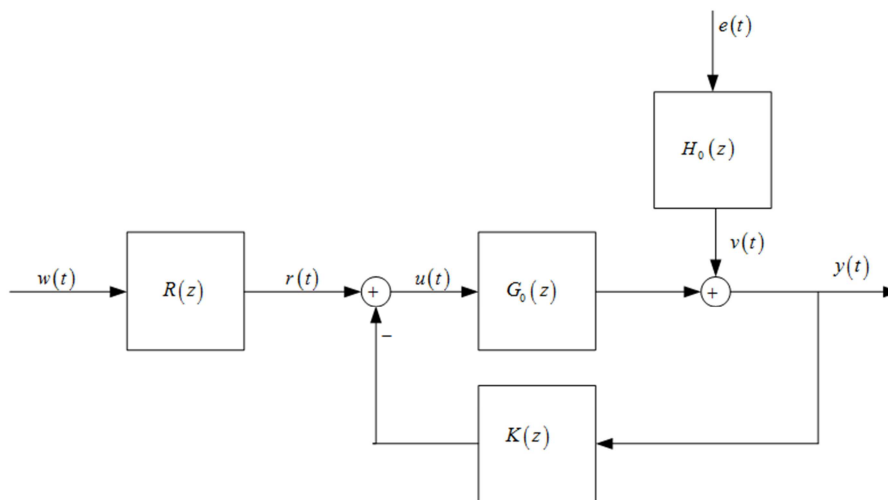 e(t)
H₀(z)
v(t)
y(t)
w(t)
R(z)
r(t)
+
u(t)
G₀(z)
+
−
K(z)